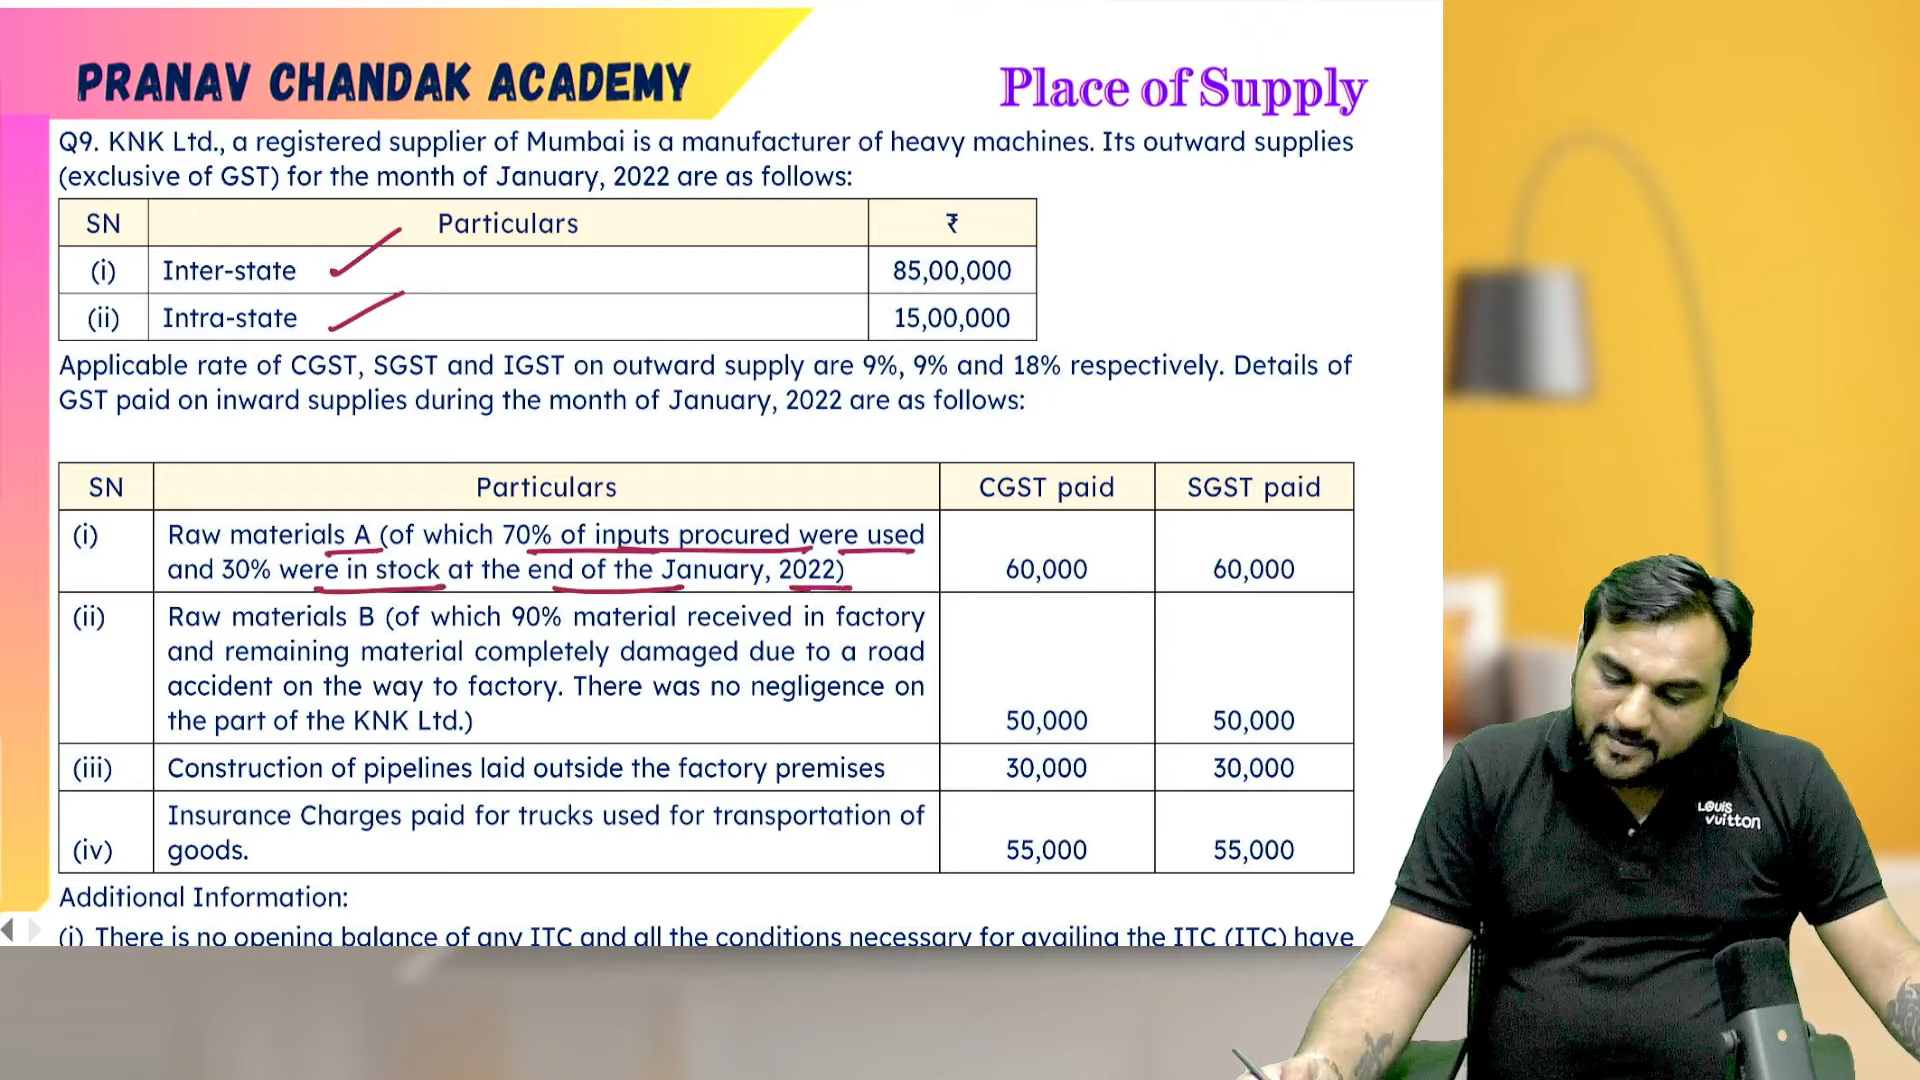 PRANAV CHANDAK ACADEMY
Place of Supply
Q9. KNK Ltd., a registered supplier of Mumbai is a manufacturer of heavy machines. Its outward supplies
(exclusive of GST) for the month of January, 2022 are as follows:
SN Particulars ₹
(i) Inter-state 85,00,000
(ii) Intra-state 15,00,000
Applicable rate of CGST, SGST and IGST on outward supply are 9%, 9% and 18% respectively. Details of
GST paid on inward supplies during the month of January, 2022 are as follows:
SN Particulars CGST paid SGST paid
(i) Raw materials A (of which 70% of inputs procured were used
and 30% were in stock at the end of the January, 2022) 60,000 60,000
(ii) Raw materials B (of which 90% material received in factory
and remaining material completely damaged due to a road
accident on the way to factory. There was no negligence on
the part of the KNK Ltd.) 50,000 50,000
(iii) Construction of pipelines laid outside the factory premises 30,000 30,000
Insurance Charges paid for trucks used for transportation of
(iv) goods. 55,000 55,000
Additional Information:
(i) There is no opening balance of any ITC and all the conditions necessary for availing the ITC (ITC) have
Louis
vuitton